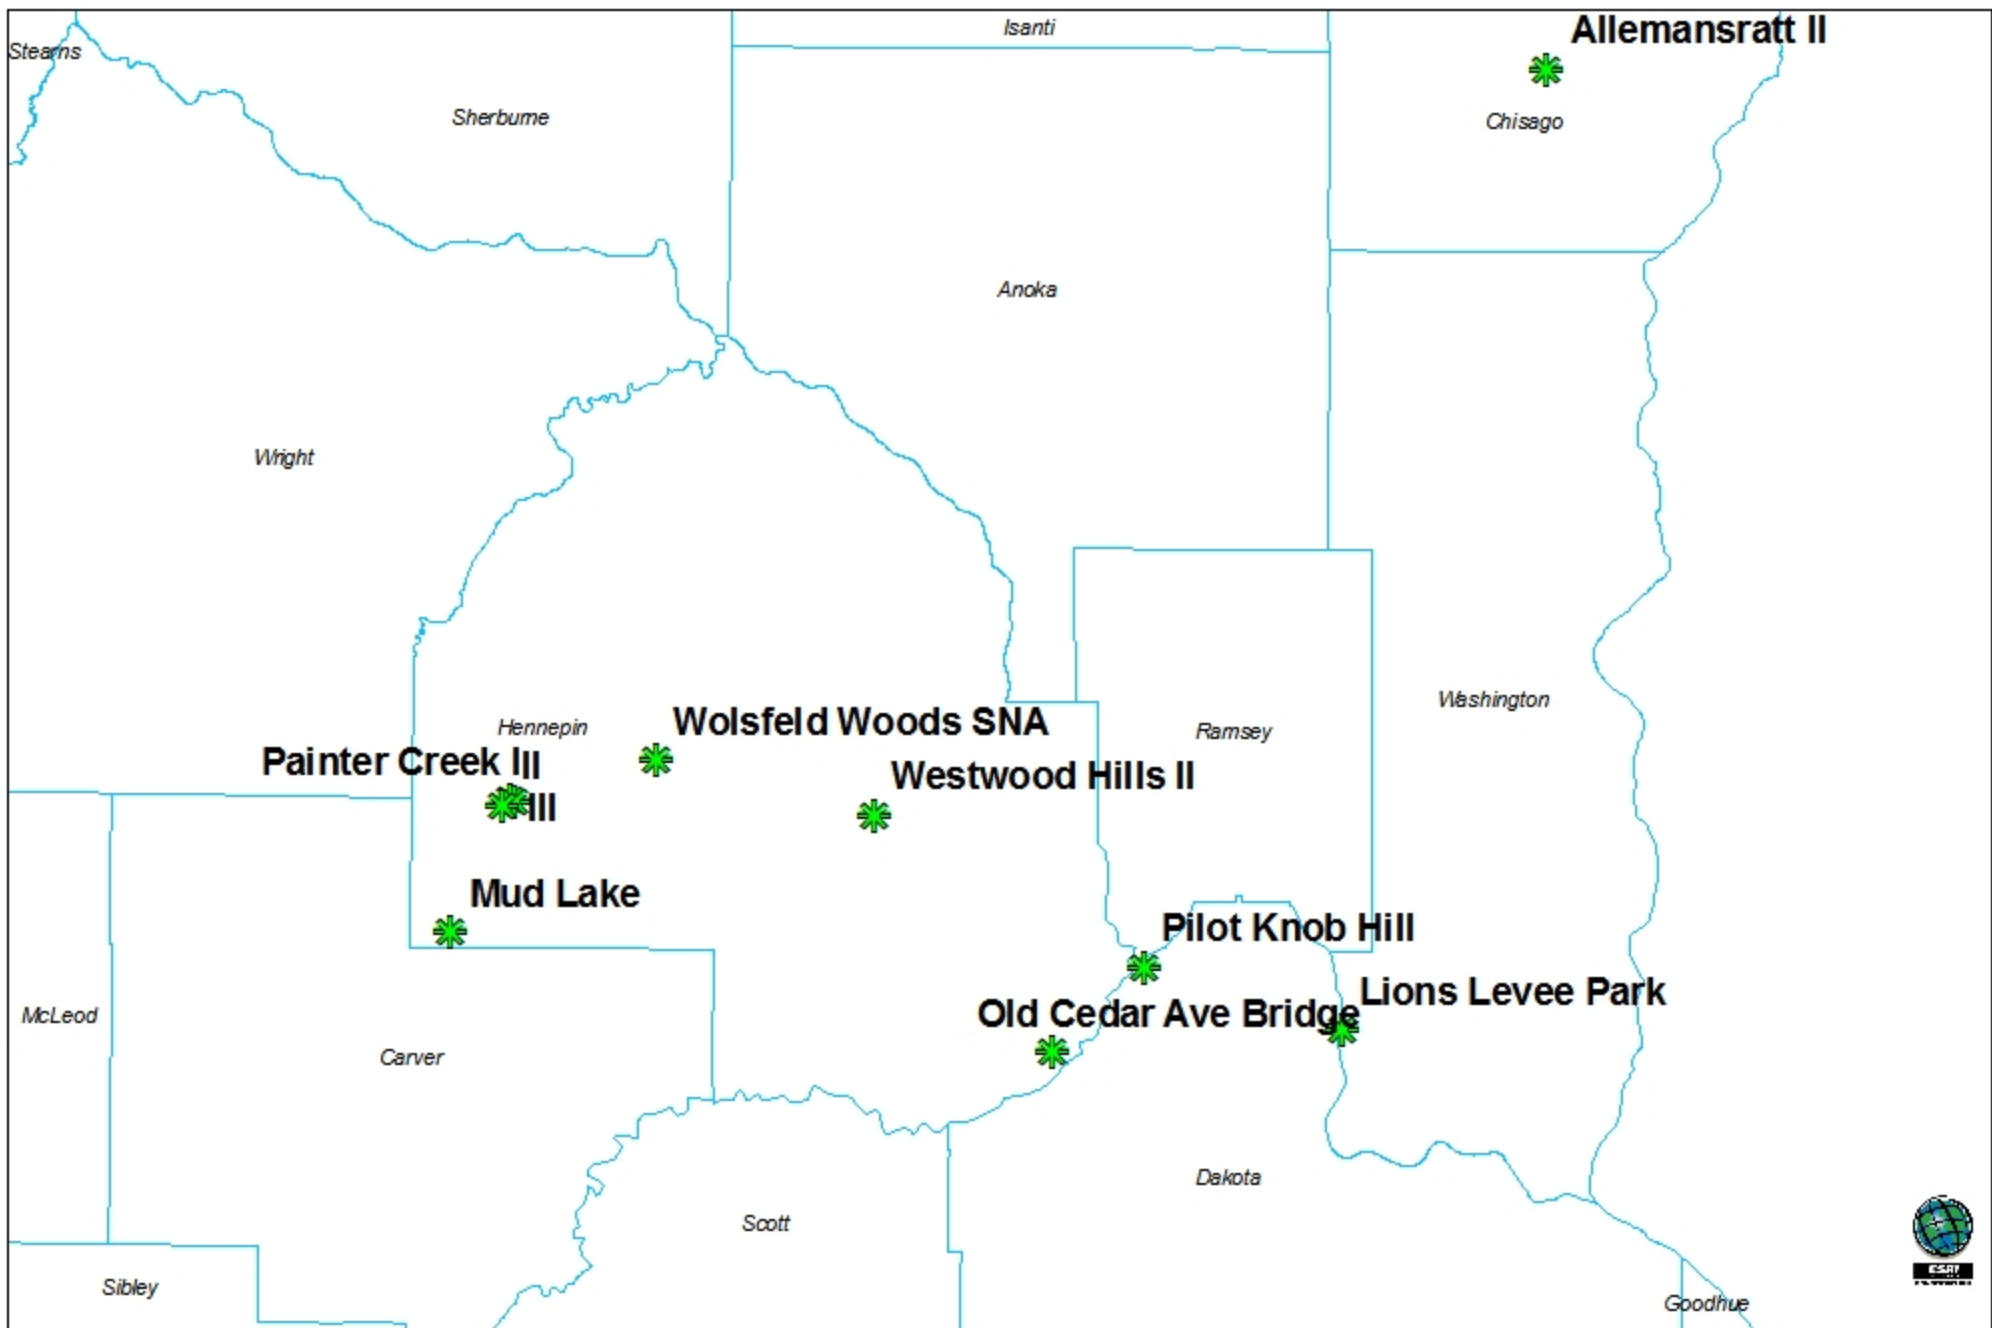 Isanti
Allemansratt II
Stearns
Sherburne
Chisago
Anoka
Wright
Washington
Hennepin
Wolsfeld Woods SNA
Ramsey
Painter Creek I
II
Westwood Hills II
III
Mud Lake
Pilot Knob Hill
Lions Levee Park
McLeod
Old Cedar Ave Bridge
Carver
Dakota
Scott
ESRI
Sibley
Goodhue